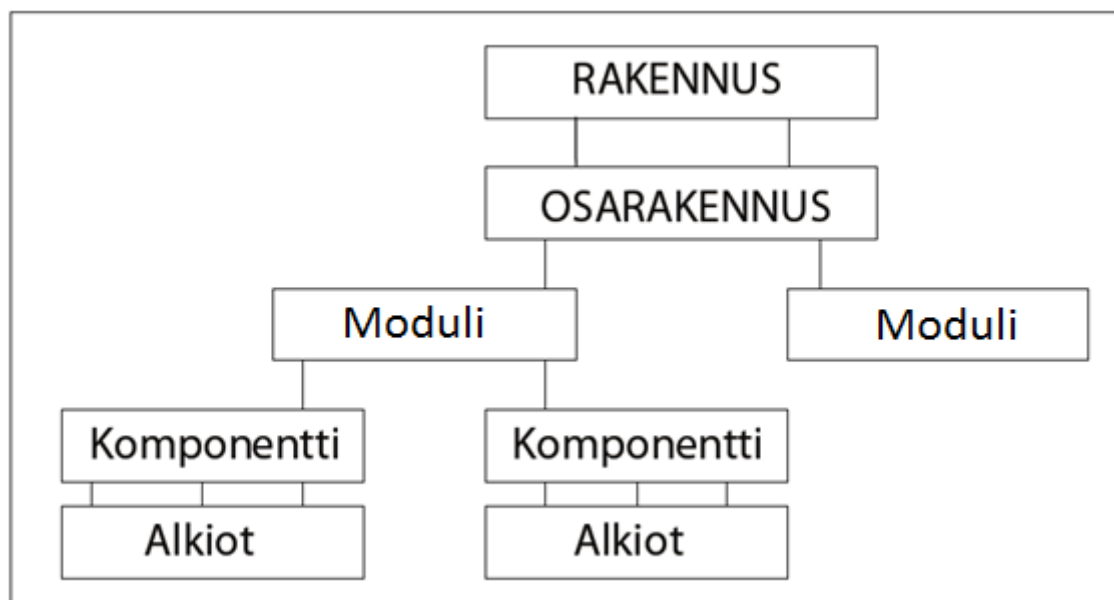 RAKENNUS
OSARAKENNUS
Moduli
Moduli
Komponentti
Komponentti
Alkiot
Alkiot